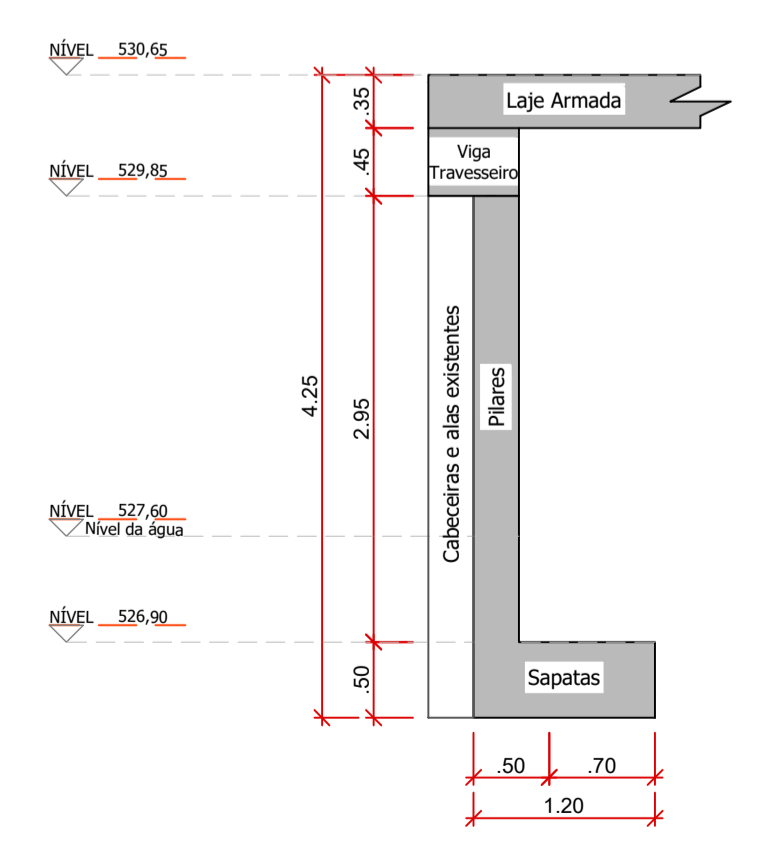 NÍVEL 530,65
.35
Laje Armada
.45
Viga
Travesseiro
NÍVEL 529,85
4.25
2.95
Cabeceiras e alas existentes
Pilares
NÍVEL 527,60
Nível da água
NÍVEL 526,90
.50
Sapatas
.50
.70
1.20